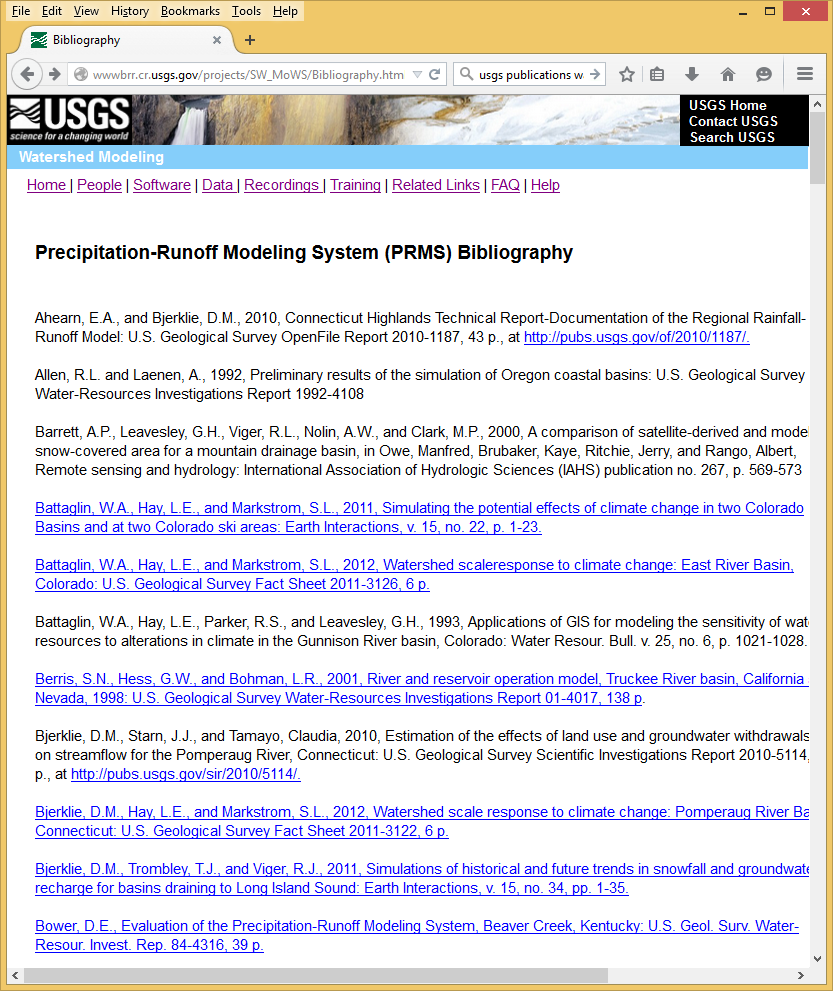 File Edit View History Bookmarks Tools Help
Bibliography
wwwbrr.cr.usgs.gov/projects/SW_MoWS/Bibliography.htm
usgs publications w
USGS
science for a changing world
USGS Home
Contact USGS
Search USGS
Watershed Modeling
Home | People | Software | Data | Recordings | Training | Related Links | FAQ | Help
Precipitation-Runoff Modeling System (PRMS) Bibliography
Ahearn, E.A., and Bjerklie, D.M., 2010, Connecticut Highlands Technical Report-Documentation of the Regional Rainfall-
Runoff Model: U.S. Geological Survey OpenFile Report 2010-1187, 43 p., at http://pubs.usgs.gov/of/2010/1187/.
Allen, R.L. and Laenen, A., 1992, Preliminary results of the simulation of Oregon coastal basins: U.S. Geological Survey
Water-Resources Investigations Report 1992-4108
Barrett, A.P., Leavesley, G.H., Viger, R.L., Nolin, A.W., and Clark, M.P., 2000, A comparison of satellite-derived and model
snow-covered area for a mountain drainage basin, in Owe, Manfred, Brubaker, Kaye, Ritchie, Jerry, and Rango, Albert,
Remote sensing and hydrology: International Association of Hydrologic Sciences (IAHS) publication no. 267, p. 569-573
Battaglin, W.A., Hay, L.E., and Markstrom, S.L., 2011, Simulating the potential effects of climate change in two Colorado
Basins and at two Colorado ski areas: Earth Interactions, v. 15, no. 22, p. 1-23.
Battaglin, W.A., Hay, L.E., and Markstrom, S.L., 2012, Watershed scaleresponse to climate change: East River Basin,
Colorado: U.S. Geological Survey Fact Sheet 2011-3126, 6 p.
Battaglin, W.A., Hay, L.E., Parker, R.S., and Leavesley, G.H., 1993, Applications of GIS for modeling the sensitivity of wate
resources to alterations in climate in the Gunnison River basin, Colorado: Water Resour. Bull. v. 25, no. 6, p. 1021-1028.
Berris, S.N., Hess, G.W., and Bohman, L.R., 2001, River and reservoir operation model, Truckee River basin, California
Nevada, 1998: U.S. Geological Survey Water-Resources Investigations Report 01-4017, 138 p.
Bjerklie, D.M., Starn, J.J., and Tamayo, Claudia, 2010, Estimation of the effects of land use and groundwater withdrawals
on streamflow for the Pomperaug River, Connecticut: U.S. Geological Survey Scientific Investigations Report 2010-5114,
p., at http://pubs.usgs.gov/sir/2010/5114/.
Bjerklie, D.M., Hay, L.E., and Markstrom, S.L., 2012, Watershed scale response to climate change: Pomperaug River Ba
Connecticut: U.S. Geological Survey Fact Sheet 2011-3122, 6 p.
Bjerklie, D.M., Trombley, T.J., and Viger, R.J., 2011, Simulations of historical and future trends in snowfall and groundwate
recharge for basins draining to Long Island Sound: Earth Interactions, v. 15, no. 34, pp. 1-35.
Bower, D.E., Evaluation of the Precipitation-Runoff Modeling System, Beaver Creek, Kentucky: U.S. Geol. Surv. Water-
Resour. Invest. Rep. 84-4316, 39 p.